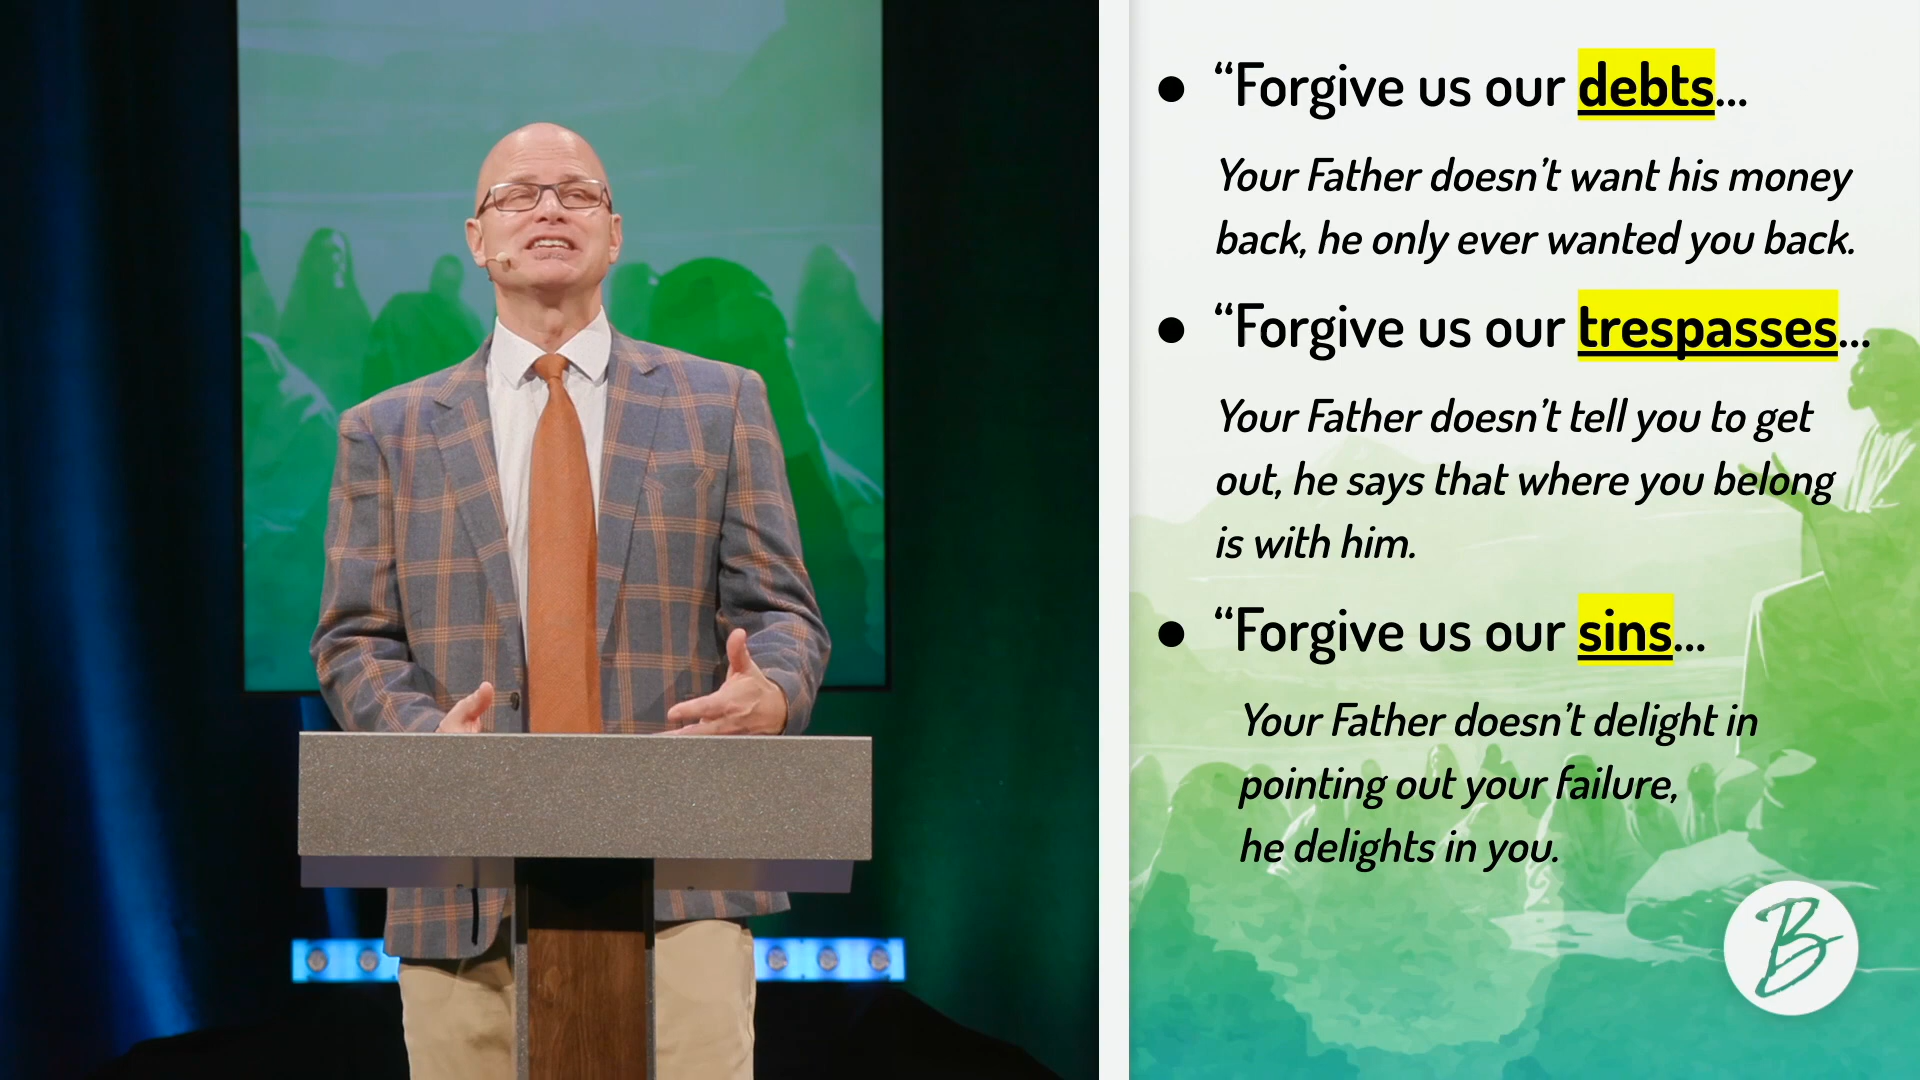 ● “Forgive us our debts...
Your Father doesn’t want his money
back, he only ever wanted you back.
● “Forgive us our trespasses...
Your Father doesn’t tell you to get
out, he says that where you belong
is with him.
● “Forgive us our sins...
Your Father doesn’t delight in
pointing out your failure,
he delights in you.
B